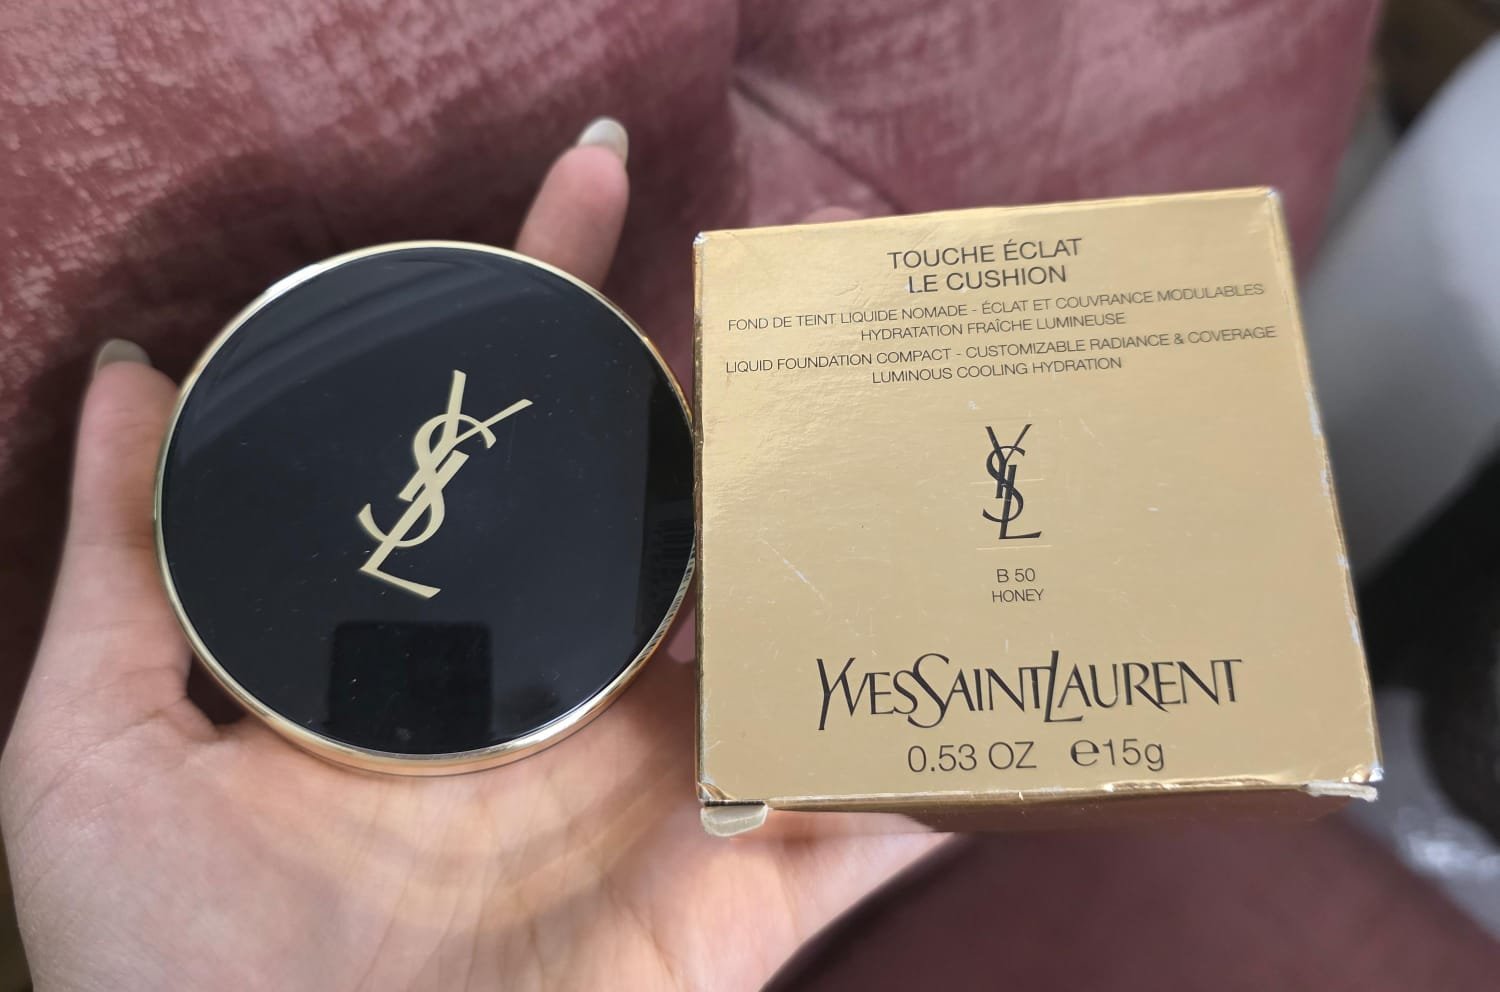 YSL
TOUCHE ÉCLAT
LE CUSHION
FOND DE TEINT LIQUIDE NOMADE - ÉCLAT ET COUVRANCE MODULABLES
HYDRATATION FRAÎCHE LUMINEUSE
LIQUID FOUNDATION COMPACT - CUSTOMIZABLE RADIANCE & COVERAGE
LUMINOUS COOLING HYDRATION
YSL
B 50
HONEY
YVESSAINTLAURENT
0.53 OZ ℮15g